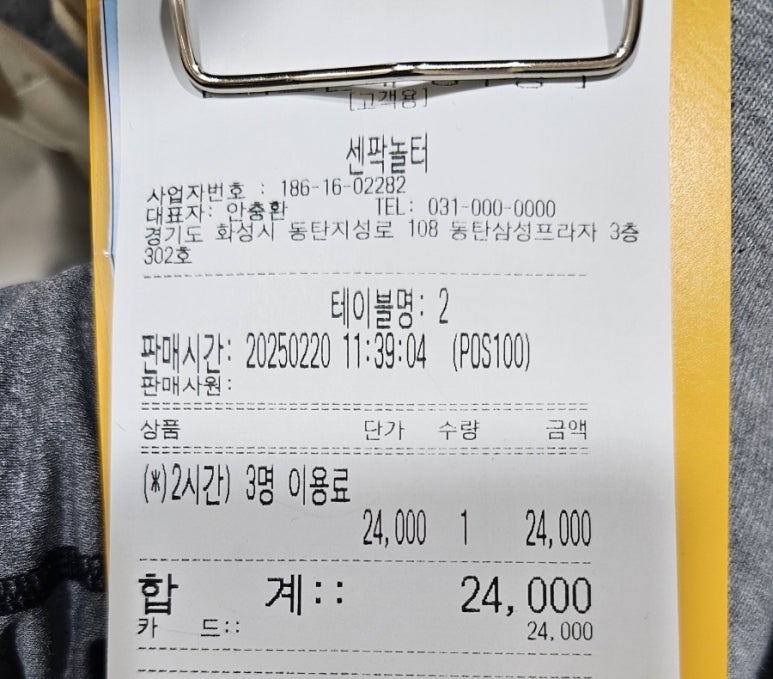 [고객용]
센팍놀터
사업자번호 : 186-16-02282
대표자: 안충환 TEL: 031-000-0000
경기도 화성시 동탄지성로 108 동탄삼성프라자 3층
302호
테이블명: 2
판매시간: 20250220 11:39:04 (POS100)
판매사원:
상품 단가 수량 금액
(*)2시간) 3명 이용료
24,000 1 24,000
합 계:: 24,000
카 드:: 24,000